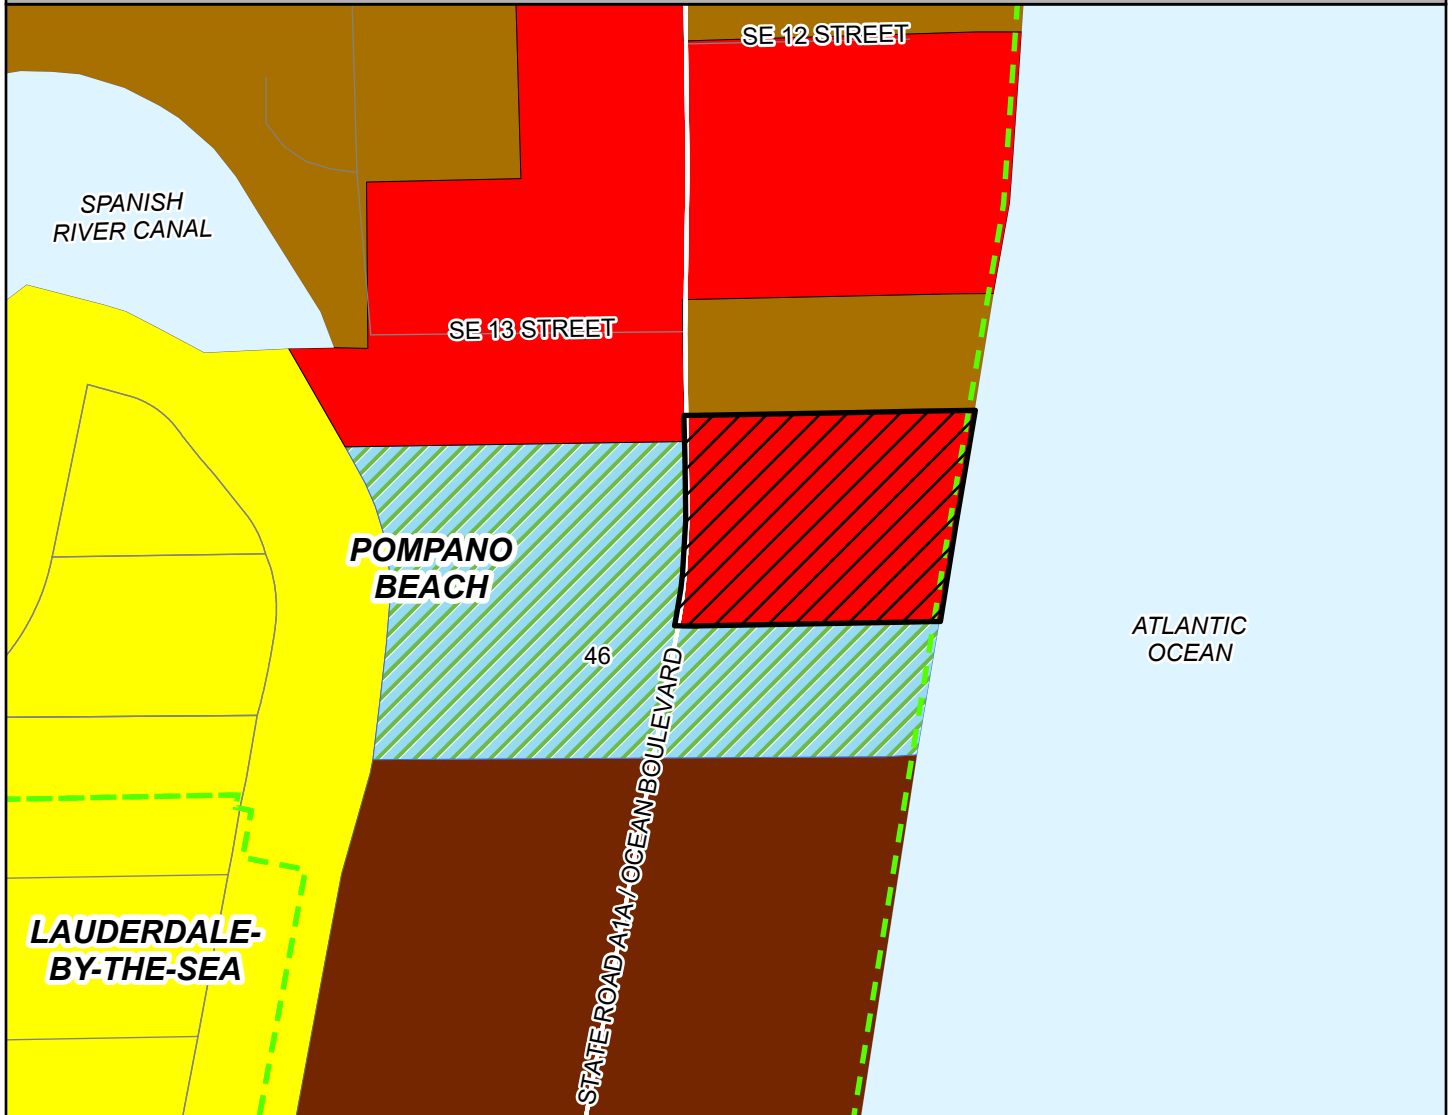 SE 12 STREET
SPANISH
RIVER CANAL
SE 13 STREET
POMPANO
BEACH
46
ATLANTIC
OCEAN
STATE ROAD A1A / OCEAN BOULEVARD
LAUDERDALE-
BY-THE-SEA